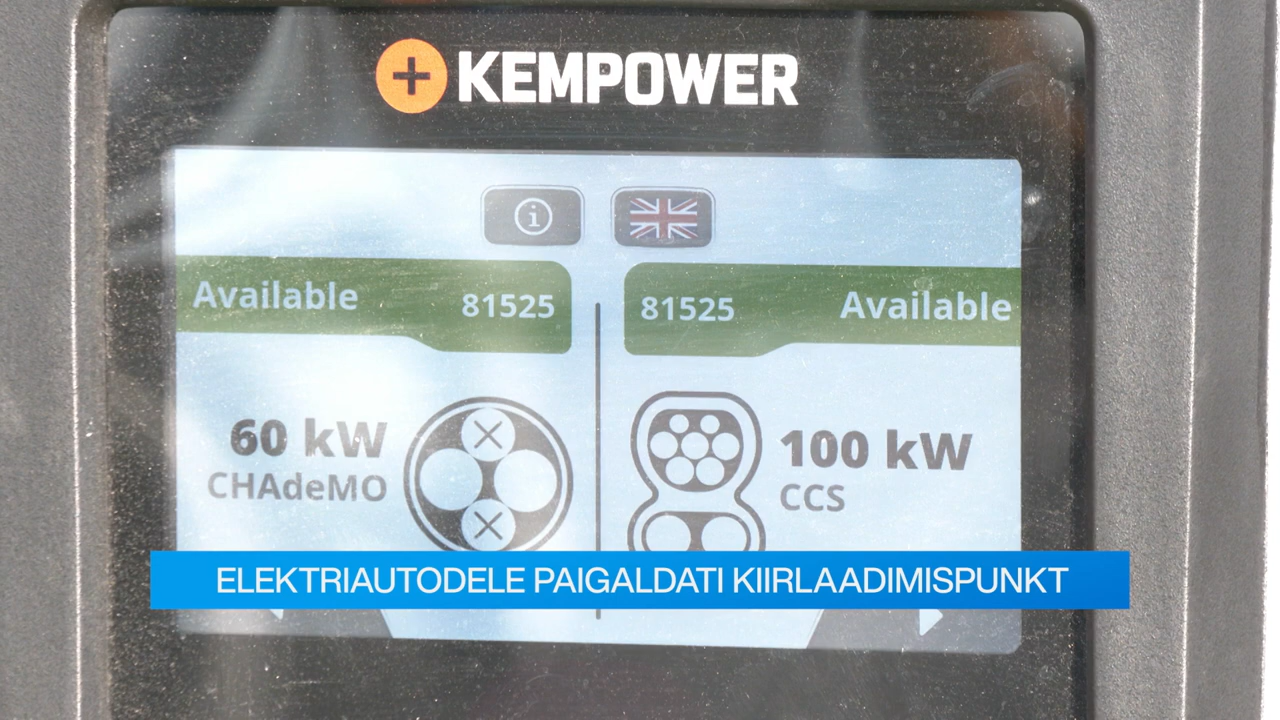 KEMPOWER
Available 81525
81525 Available
60 kW
CHAdeMO
100 kW
CCS
ELEKTRIAUTODELE PAIGALDATI KIIRLAADIMISPUNKT